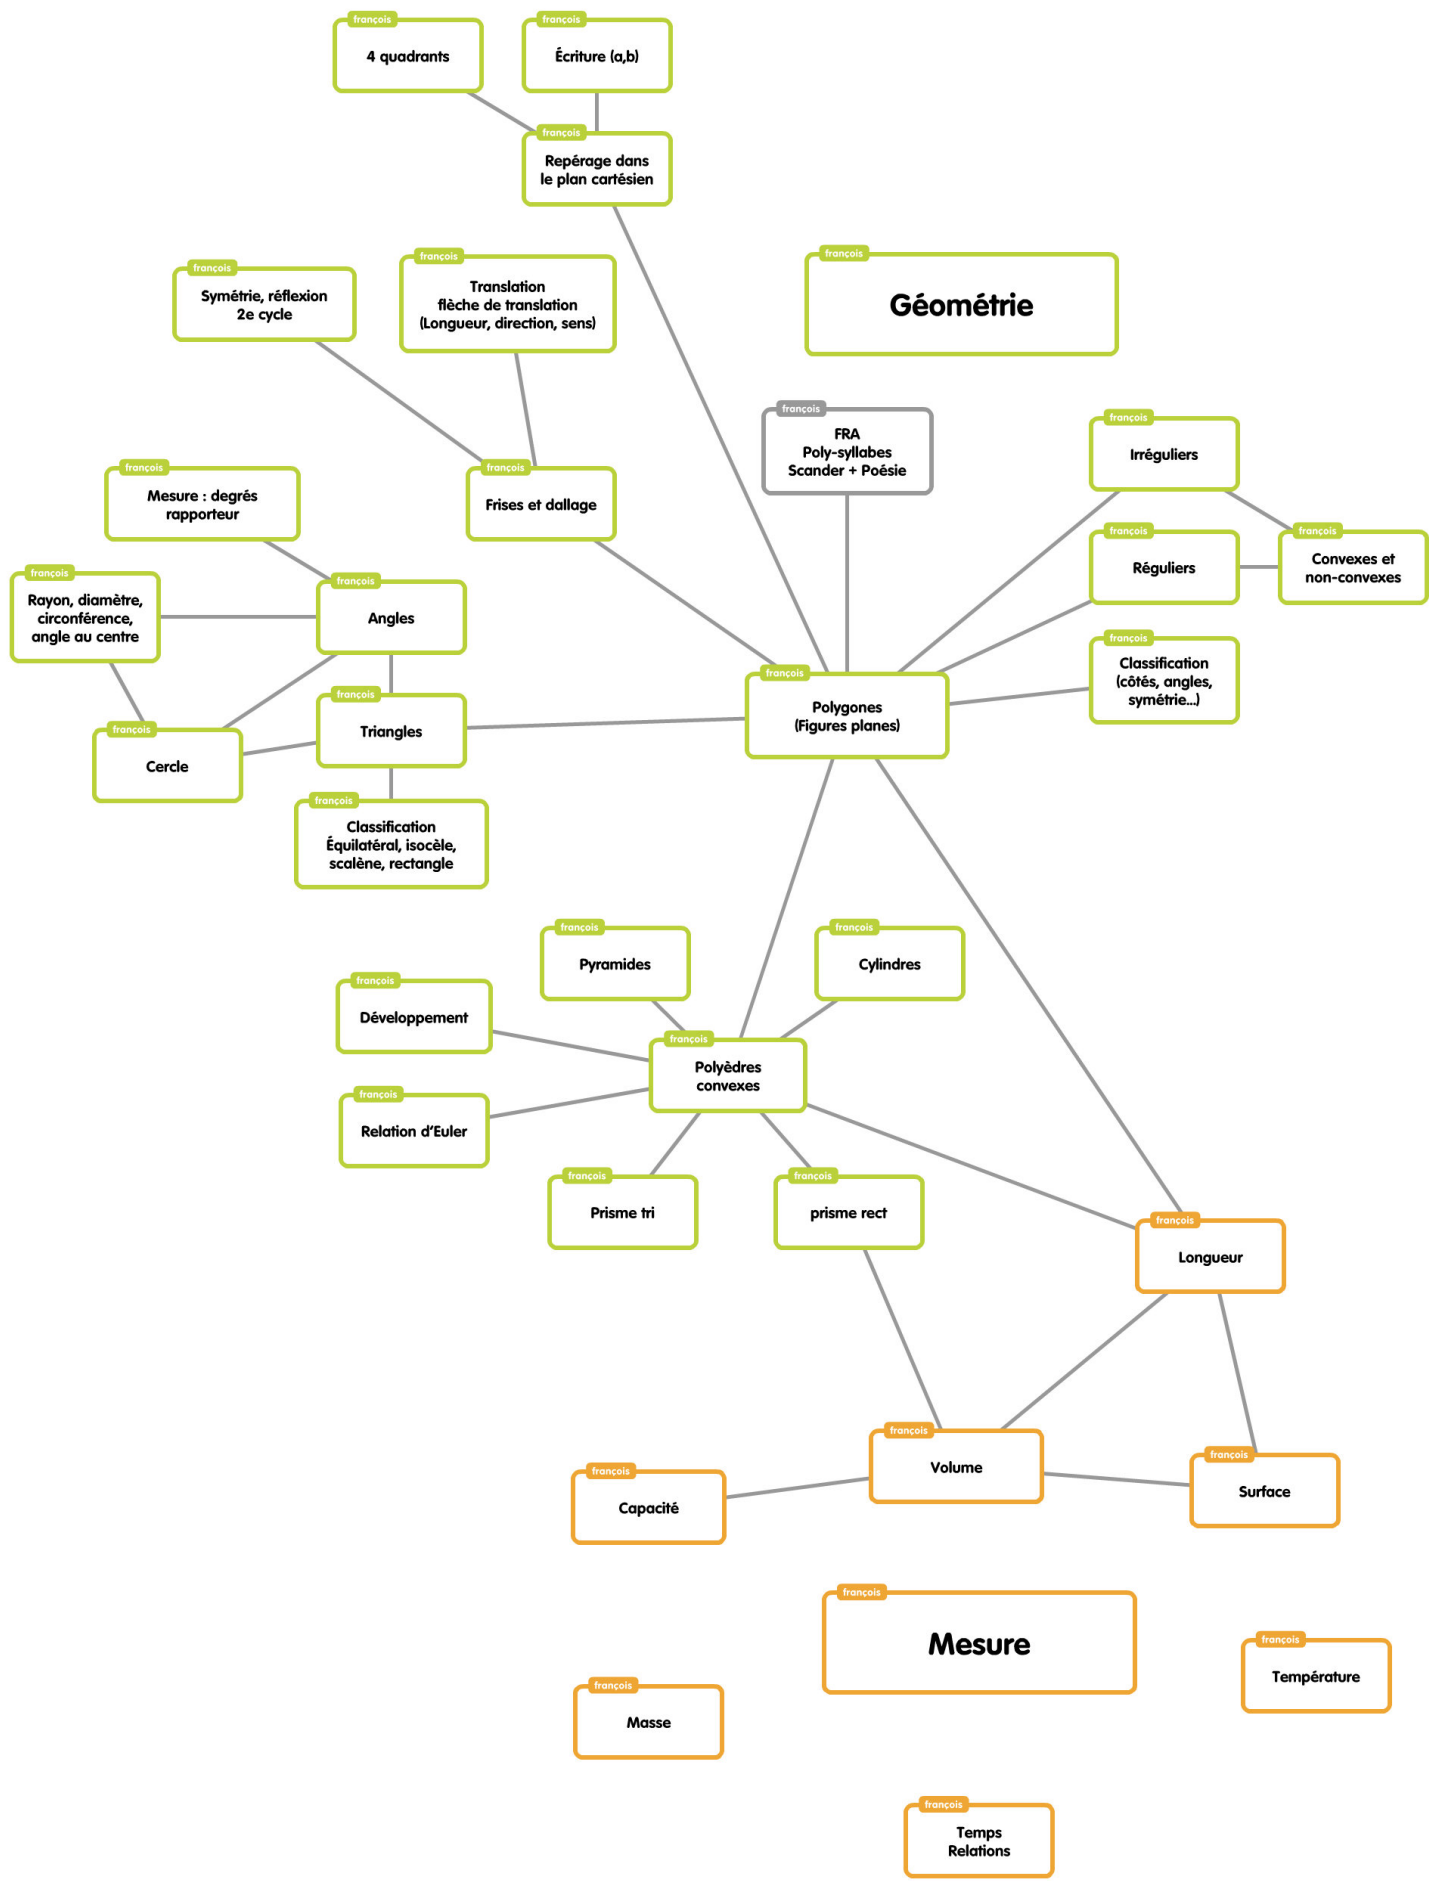 françois
4 quadrants
françois
Écriture (a,b)
françois
Repérage dans
le plan cartésien
françois
Symétrie, réflexion
2e cycle
françois
Translation
flèche de translation
(Longueur, direction, sens)
françois
Géométrie
françois
FRA
Poly-syllabes
Scander + Poésie
françois
Irréguliers
françois
Mesure : degrés
rapporteur
françois
Frises et dallage
françois
Réguliers
françois
Convexes et
non-convexes
françois
Rayon, diamètre,
circonférence,
angle au centre
françois
Angles
françois
Classification
(côtés, angles,
symétrie...)
françois
Polygones
(Figures planes)
françois
Triangles
françois
Cercle
françois
Classification
Équilatéral, isocèle,
scalène, rectangle
françois
Pyramides
françois
Cylindres
françois
Développement
françois
Polyèdres
convexes
françois
Relation d'Euler
françois
Prisme tri
françois
prisme rect
françois
Longueur
françois
Volume
françois
Surface
françois
Capacité
françois
Mesure
françois
Température
françois
Masse
françois
Temps
Relations